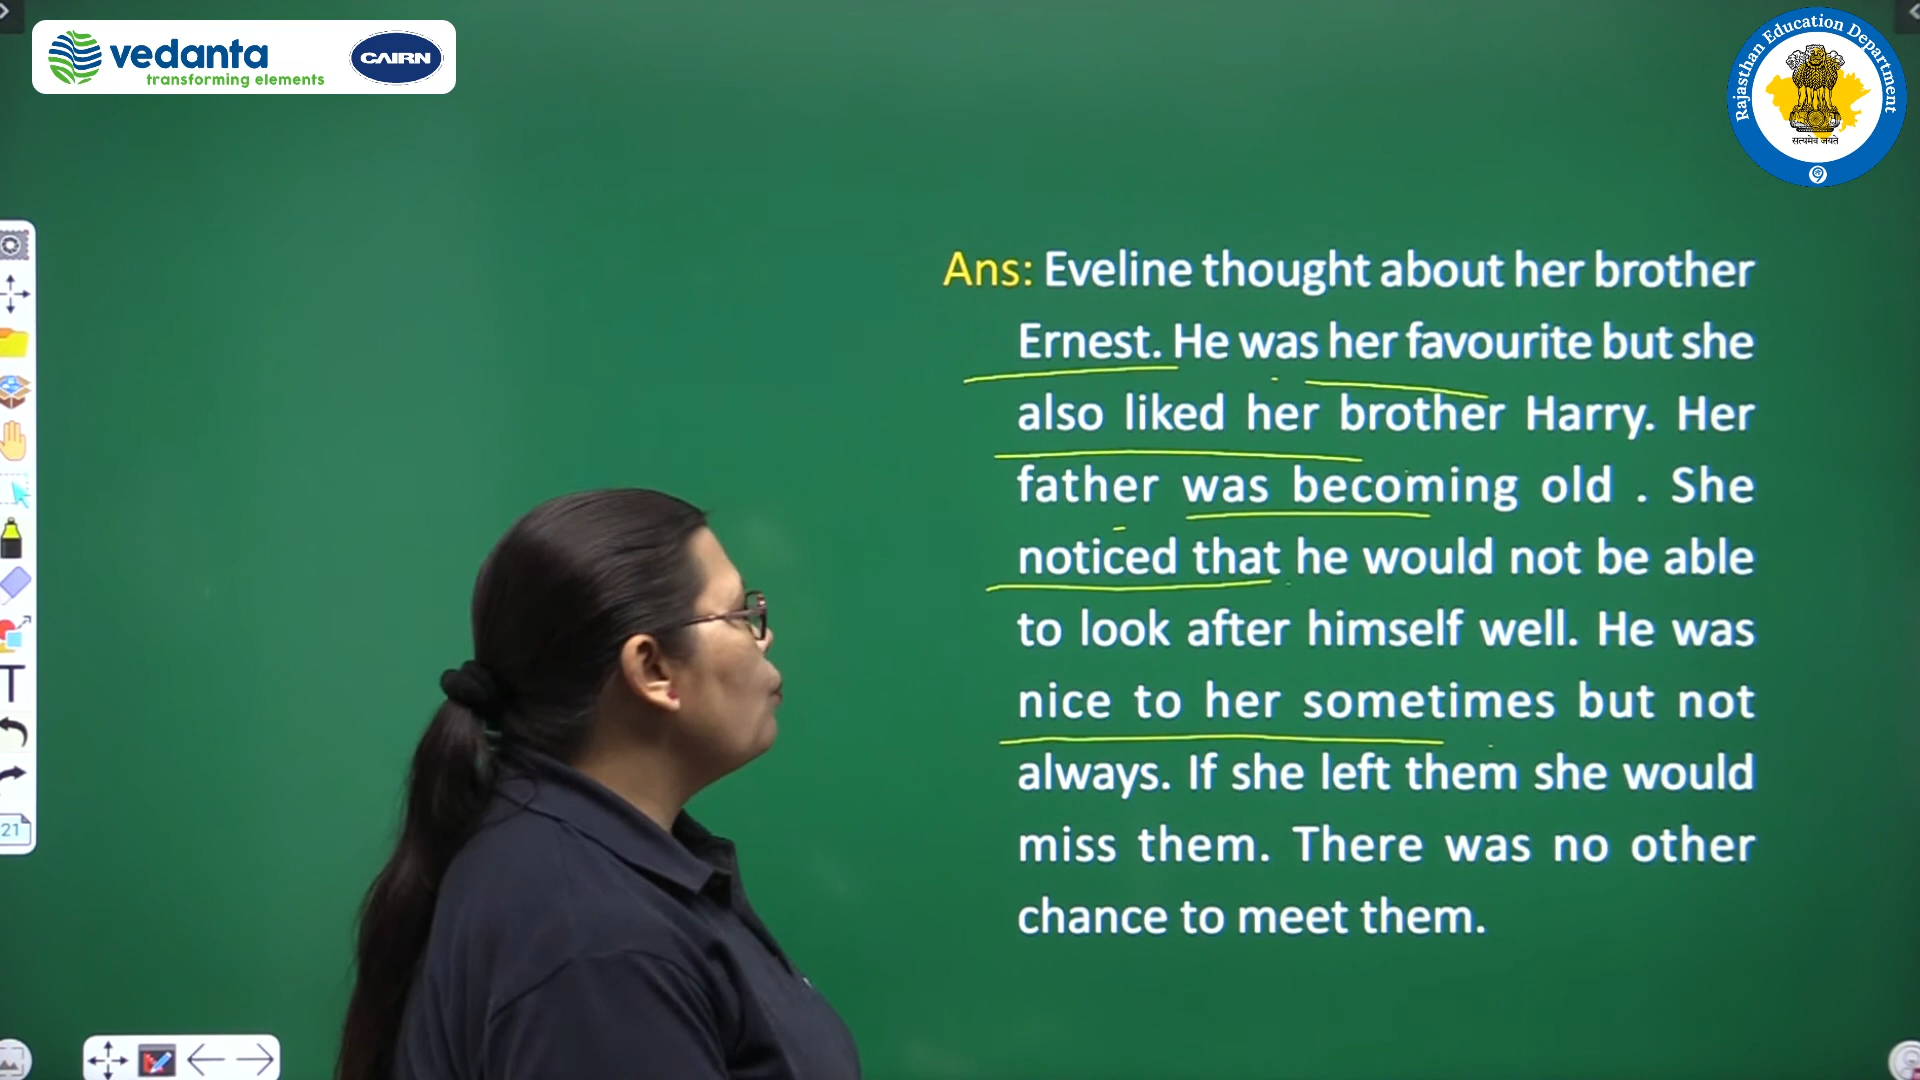 vedanta
transforming elements
CAIRN
Rajasthan Education Department
सत्यमेव जयते
Ans: Eveline thought about her brother
Ernest. He was her favourite but she
also liked her brother Harry. Her
father was becoming old . She
noticed that he would not be able
to look after himself well. He was
nice to her sometimes but not
always. If she left them she would
miss them. There was no other
chance to meet them.
T
21